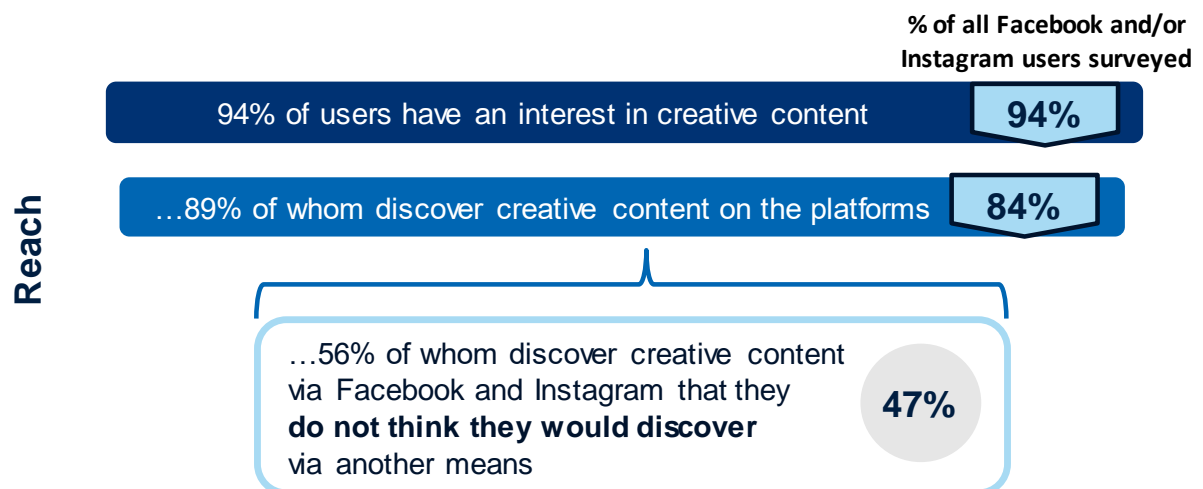 % of all Facebook and/or
Instagram users surveyed
94% of users have an interest in creative content
94%
…89% of whom discover creative content on the platforms
84%
Reach
…56% of whom discover creative content
via Facebook and Instagram that they
do not think they would discover
via another means
47%